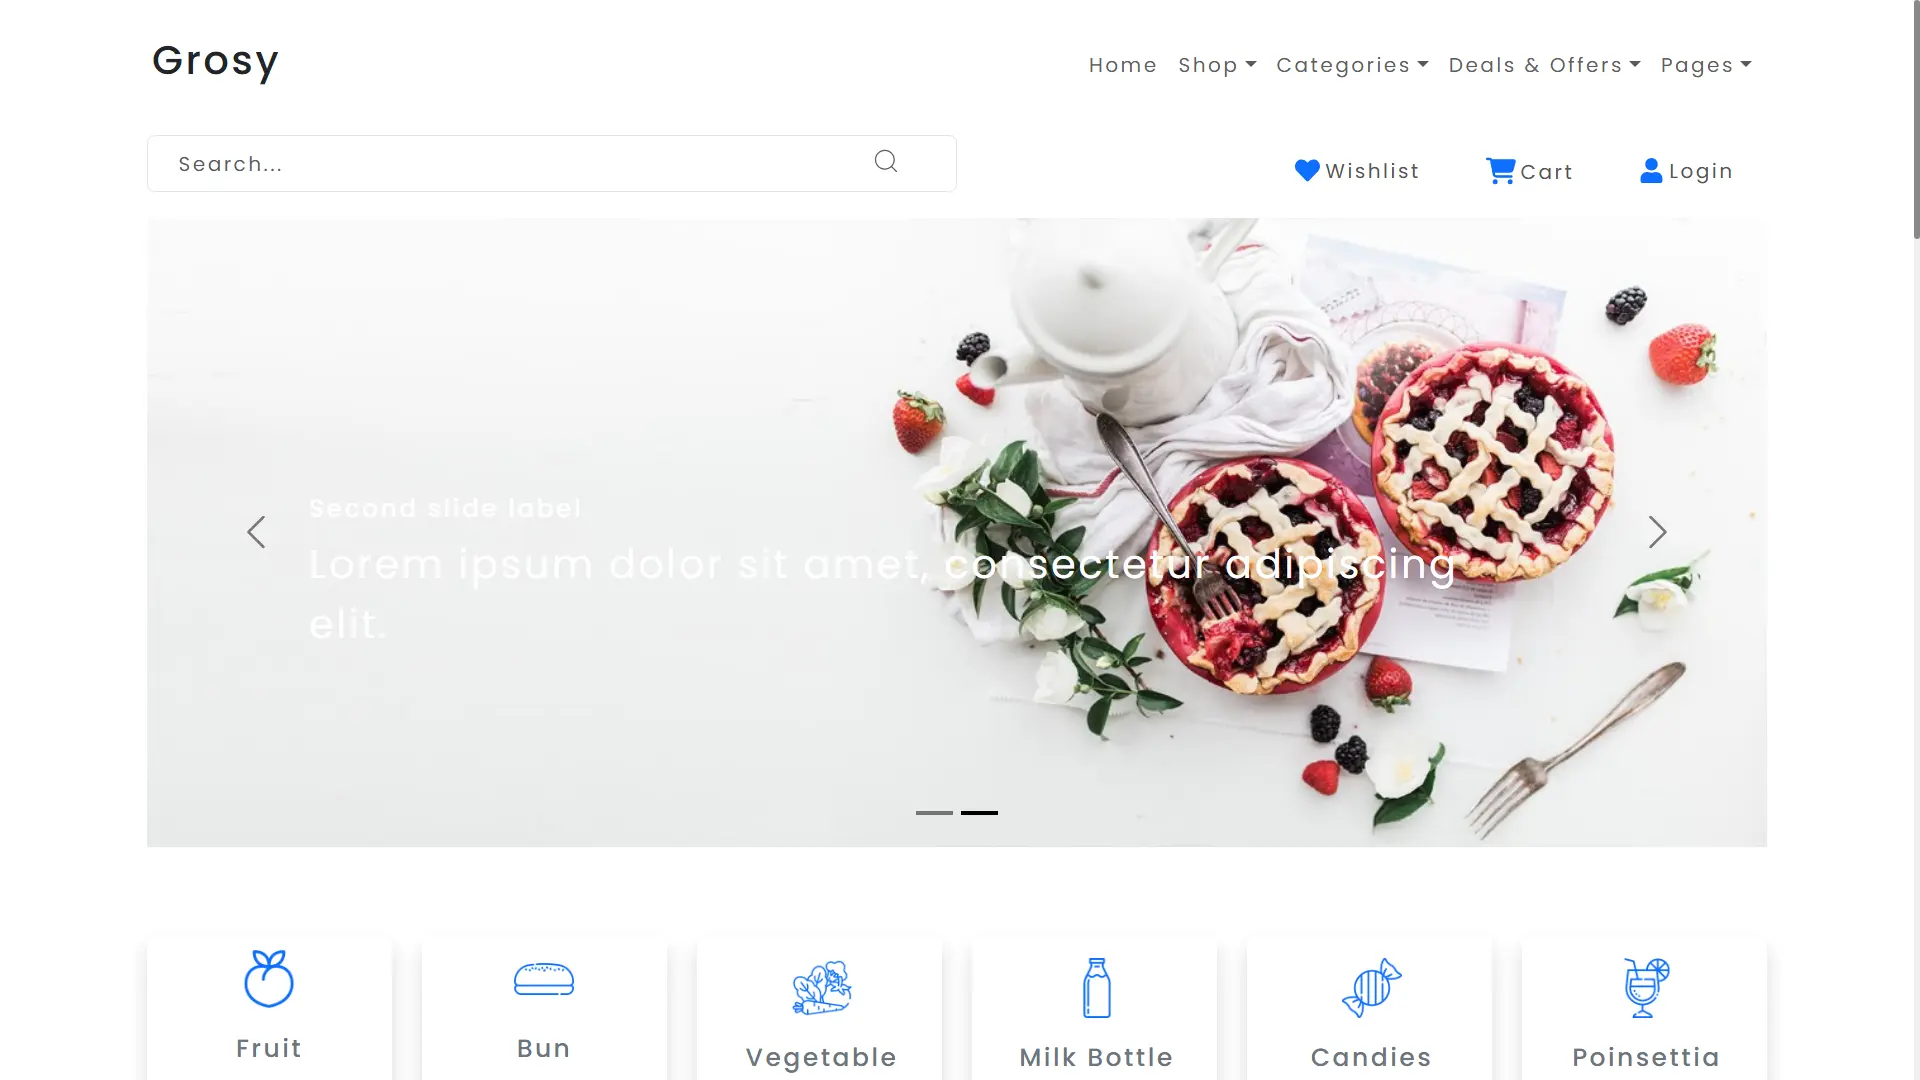 Grosy
Home Shop Categories Deals & Offers Pages
Search...
Wishlist Cart Login
Second slide label
Lorem ipsum dolor sit amet, consectetur adipiscing
elit.
Fruit Bun Vegetable Milk Bottle Candies Poinsettia